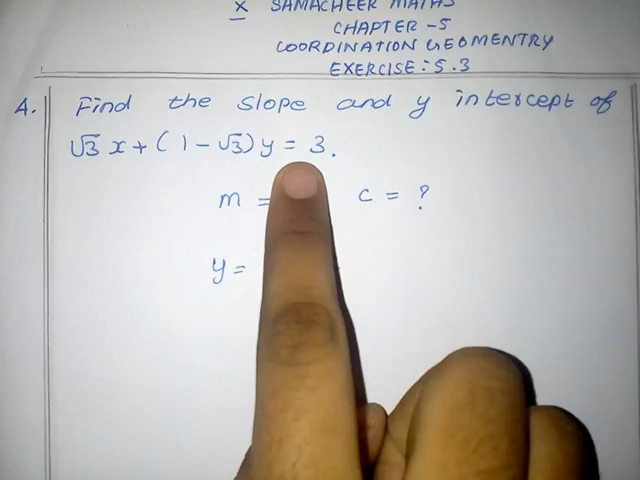 X SAMACHEER MATHS
CHAPTER -5
COORDINATION GEOMENTRY
EXERCISE: 5.3
4. Find the slope and y intercept of
√3 x + (1 - √3) y = 3.
m = c = ?
y =